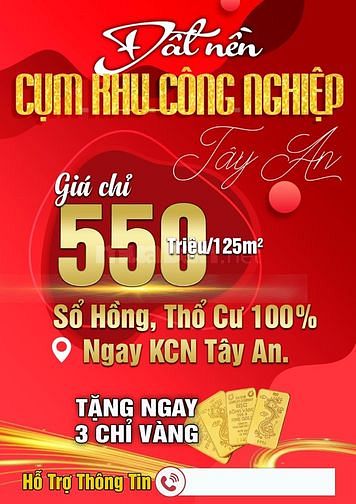 Đất nền
CỤM KHU CÔNG NGHIỆP
Tây An
Giá chỉ
550 Triệu/125m²
Sổ Hồng, Thổ Cư 100%
Ngay KCN Tây An.
TẶNG NGAY
3 CHỈ VÀNG
Hỗ Trợ Thông Tin